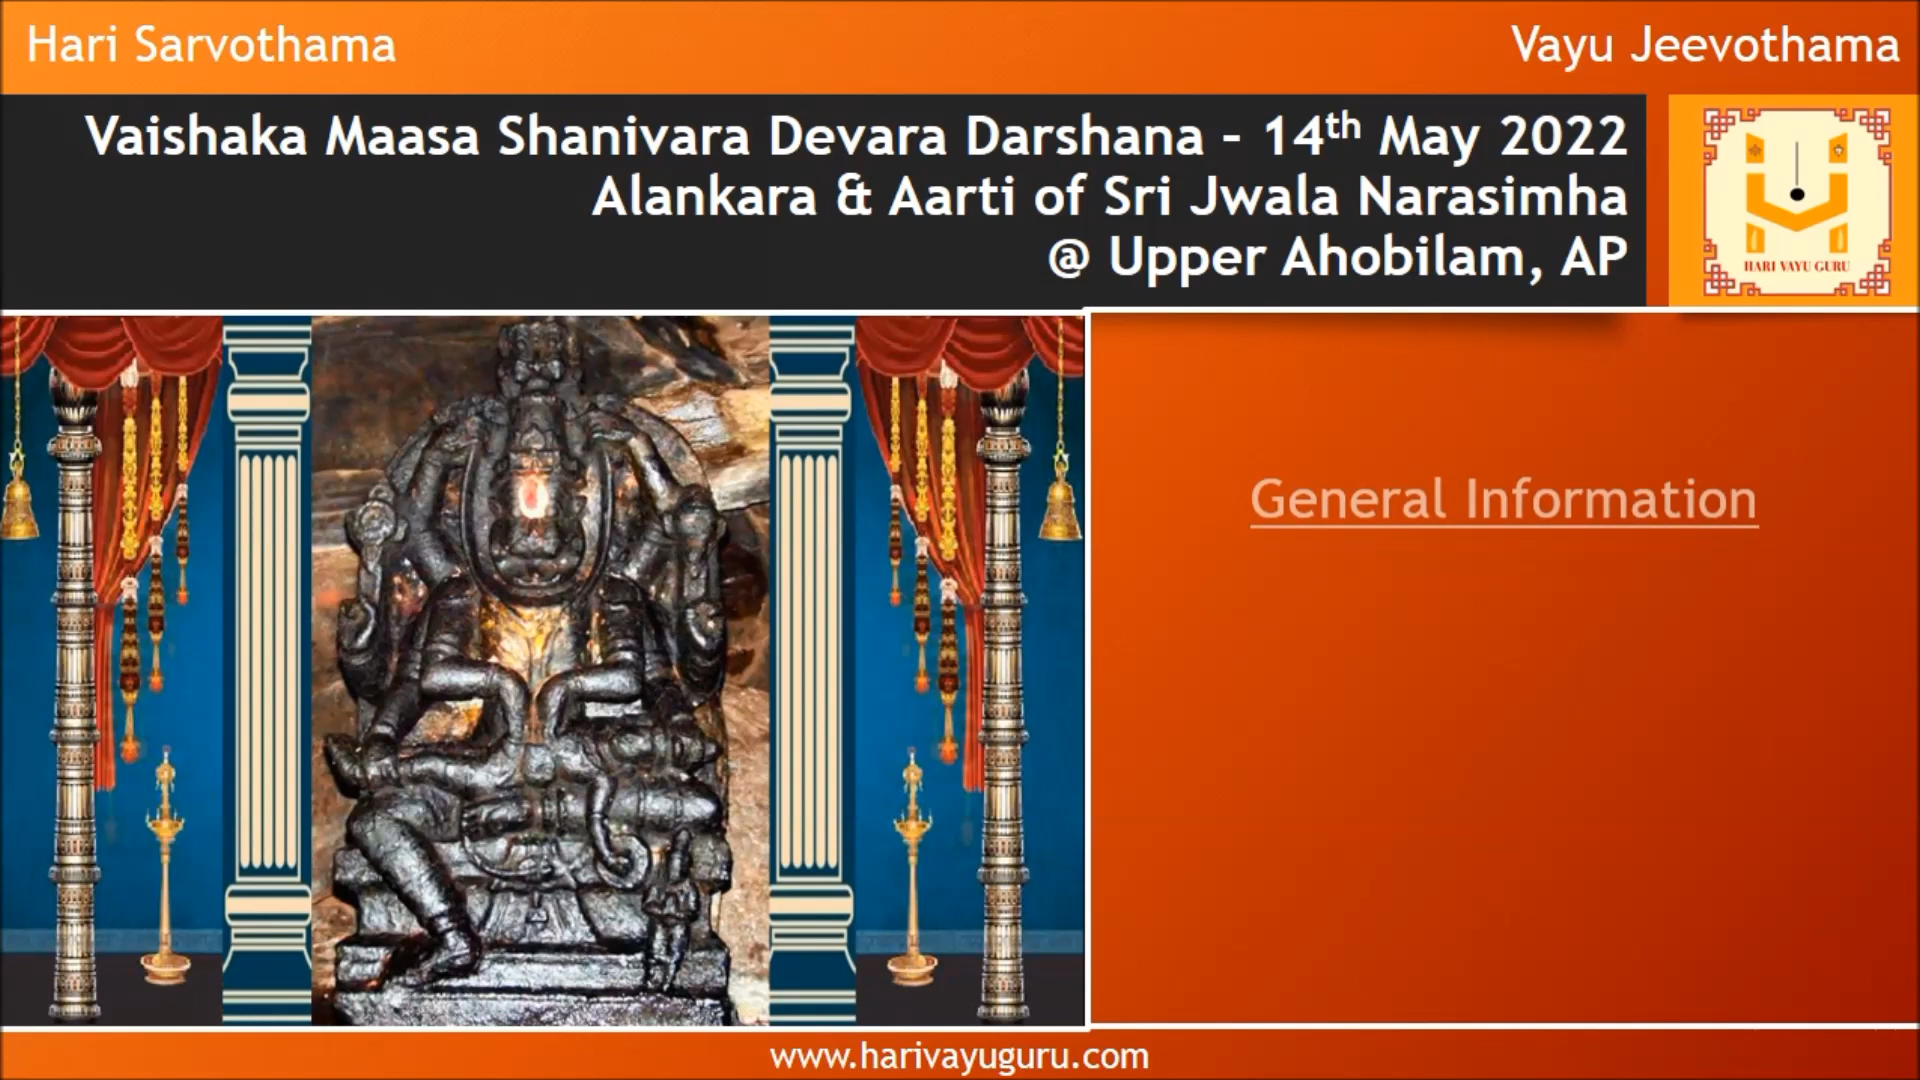 Hari Sarvothama
Vayu Jeevothama
Vaishaka Maasa Shanivara Devara Darshana – 14th May 2022
Alankara & Aarti of Sri Jwala Narasimha
@ Upper Ahobilam, AP
HARI VAYU GURU
General Information
www.harivayuguru.com